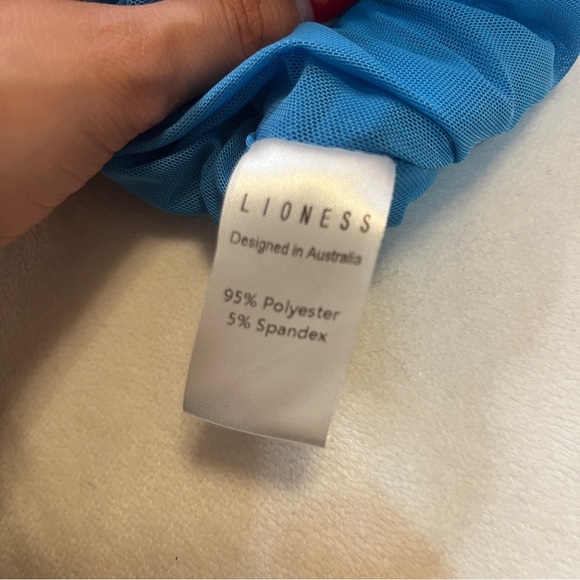 LIONESS
Designed in Australia
95% Polyester
5% Spandex